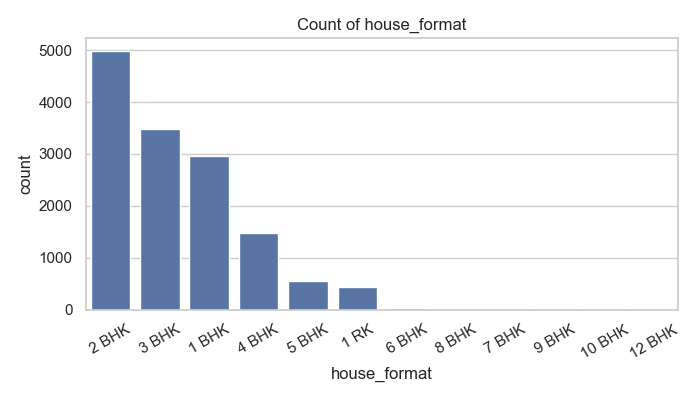 Count of house_format
5000
4000
3000
2000
1000
0
count
2 BHK
3 BHK
1 BHK
4 BHK
5 BHK
1 RK
6 BHK
8 BHK
7 BHK
9 BHK
10 BHK
12 BHK
house_format